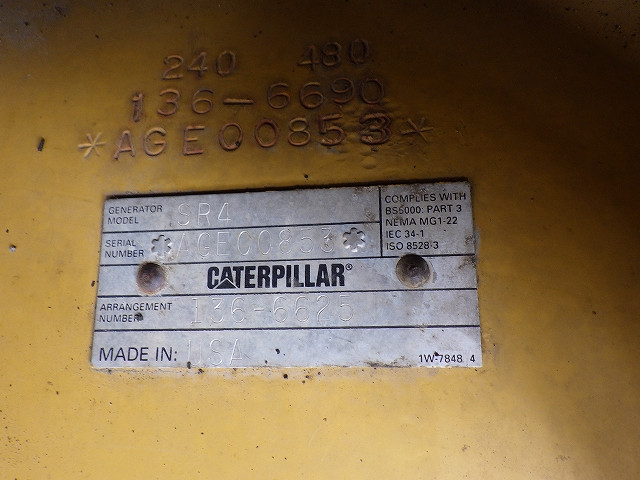 240 480
136-6690
*AGE00853*
GENERATOR MODEL SR4
SERIAL NUMBER *AGE00853*
COMPLIES WITH
BS5000: PART 3
NEMA MG1-22
IEC 34-1
ISO 8528-3
CATERPILLAR®
ARRANGEMENT NUMBER 136-6625
MADE IN: USA
1W-7848 4